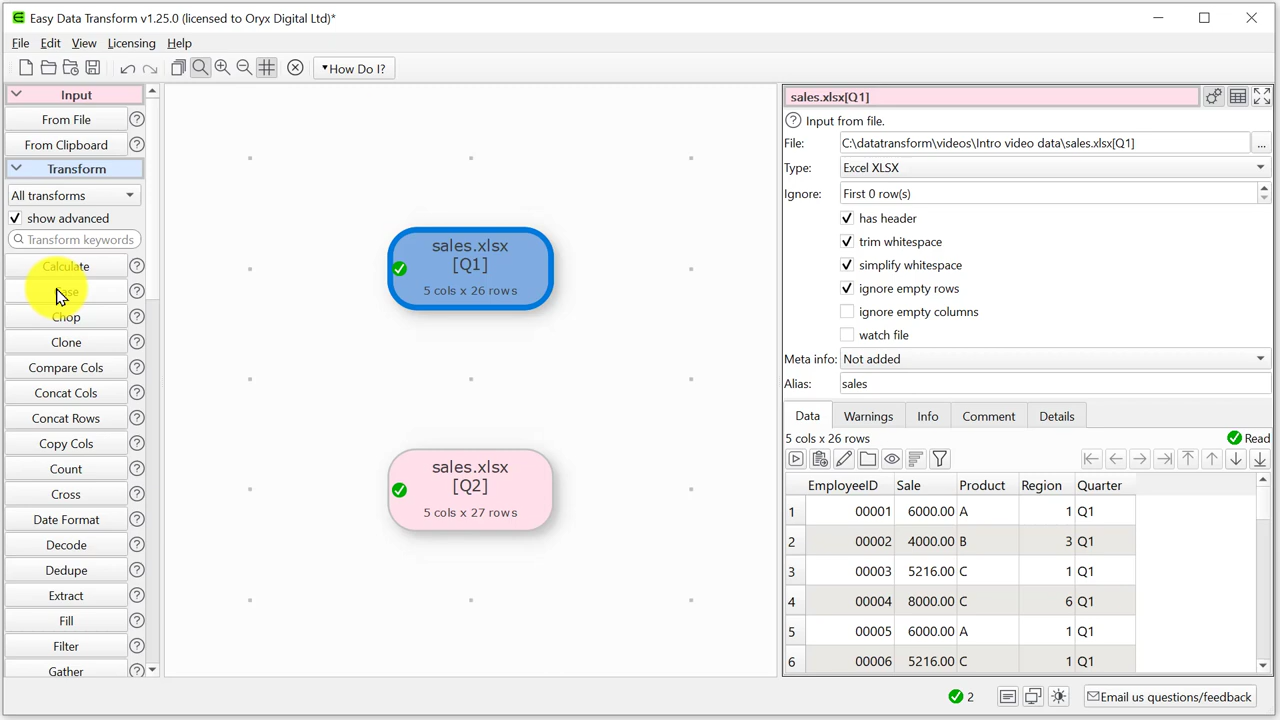 Easy Data Transform v1.25.0 (licensed to Oryx Digital Ltd)*
File Edit View Licensing Help
How Do I?
Input
From File
From Clipboard
Transform
All transforms
show advanced
Transform keywords
Calculate
Case
Chop
Clone
Compare Cols
Concat Cols
Concat Rows
Copy Cols
Count
Cross
Date Format
Decode
Dedupe
Extract
Fill
Filter
Gather
sales.xlsx
[Q1]
5 cols x 26 rows
sales.xlsx
[Q2]
5 cols x 27 rows
sales.xlsx[Q1]
Input from file.
File: C:\datatransform\videos\Intro video data\sales.xlsx[Q1] ...
Type: Excel XLSX
Ignore: First 0 row(s)
has header
trim whitespace
simplify whitespace
ignore empty rows
ignore empty columns
watch file
Meta info: Not added
Alias: sales
Data Warnings Info Comment Details
5 cols x 26 rows Read
EmployeeID Sale Product Region Quarter
1 00001 6000.00 A 1 Q1
2 00002 4000.00 B 3 Q1
3 00003 5216.00 C 1 Q1
4 00004 8000.00 C 6 Q1
5 00005 6000.00 A 1 Q1
6 00006 5216.00 C 1 Q1
2 Email us questions/feedback